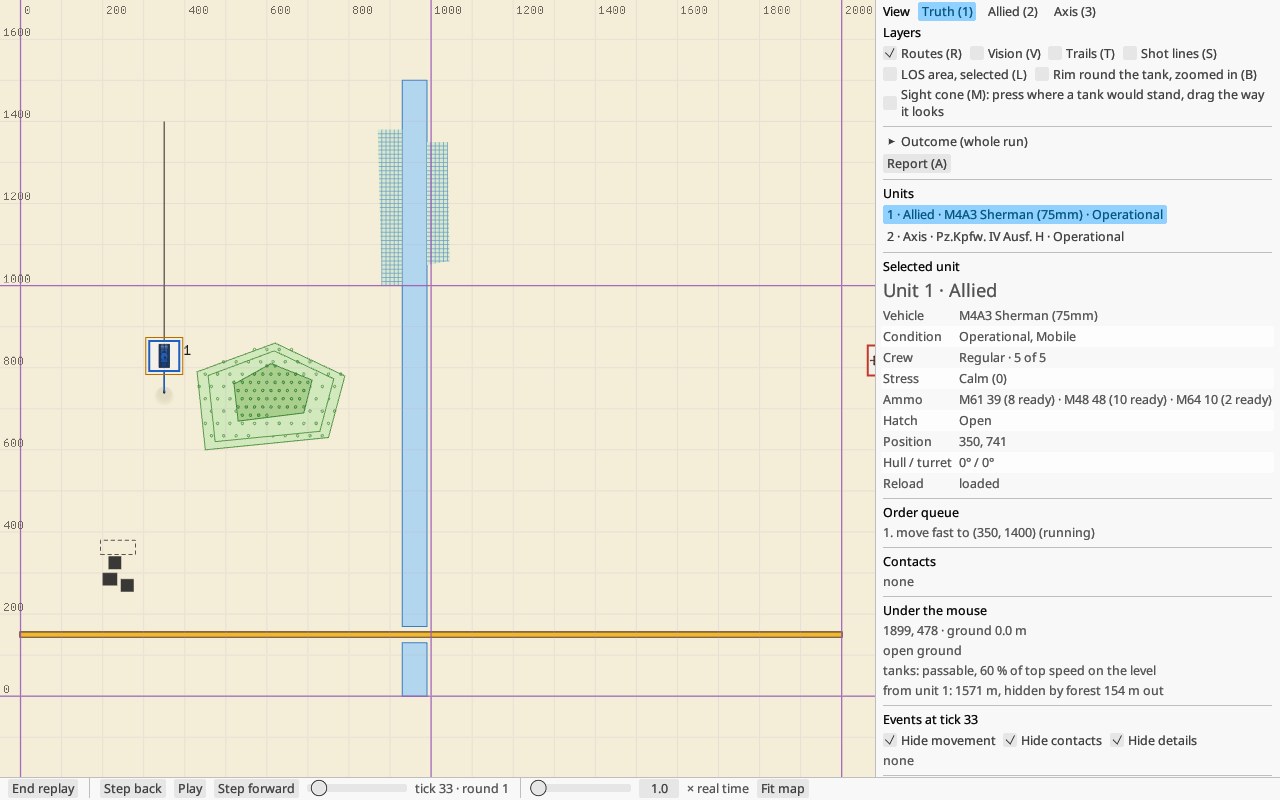 0 200 400 600 800 1000 1200 1400 1600 1800 2000
1600
1400
1200
1000
800
600
400
200
0
1
View Truth (1) Allied (2) Axis (3)
Layers
Routes (R) Vision (V) Trails (T) Shot lines (S)
LOS area, selected (L) Rim round the tank, zoomed in (B)
Sight cone (M): press where a tank would stand, drag the way
it looks
Outcome (whole run)
Report (A)
Units
1 · Allied · M4A3 Sherman (75mm) · Operational
2 · Axis · Pz.Kpfw. IV Ausf. H · Operational
Selected unit
Unit 1 · Allied
Vehicle M4A3 Sherman (75mm)
Condition Operational, Mobile
Crew Regular · 5 of 5
Stress Calm (0)
Ammo M61 39 (8 ready) · M48 48 (10 ready) · M64 10 (2 ready)
Hatch Open
Position 350, 741
Hull / turret 0° / 0°
Reload loaded
Order queue
1. move fast to (350, 1400) (running)
Contacts
none
Under the mouse
1899, 478 · ground 0.0 m
open ground
tanks: passable, 60 % of top speed on the level
from unit 1: 1571 m, hidden by forest 154 m out
Events at tick 33
Hide movement Hide contacts Hide details
none
End replay Step back Play Step forward tick 33 · round 1 1.0 × real time Fit map